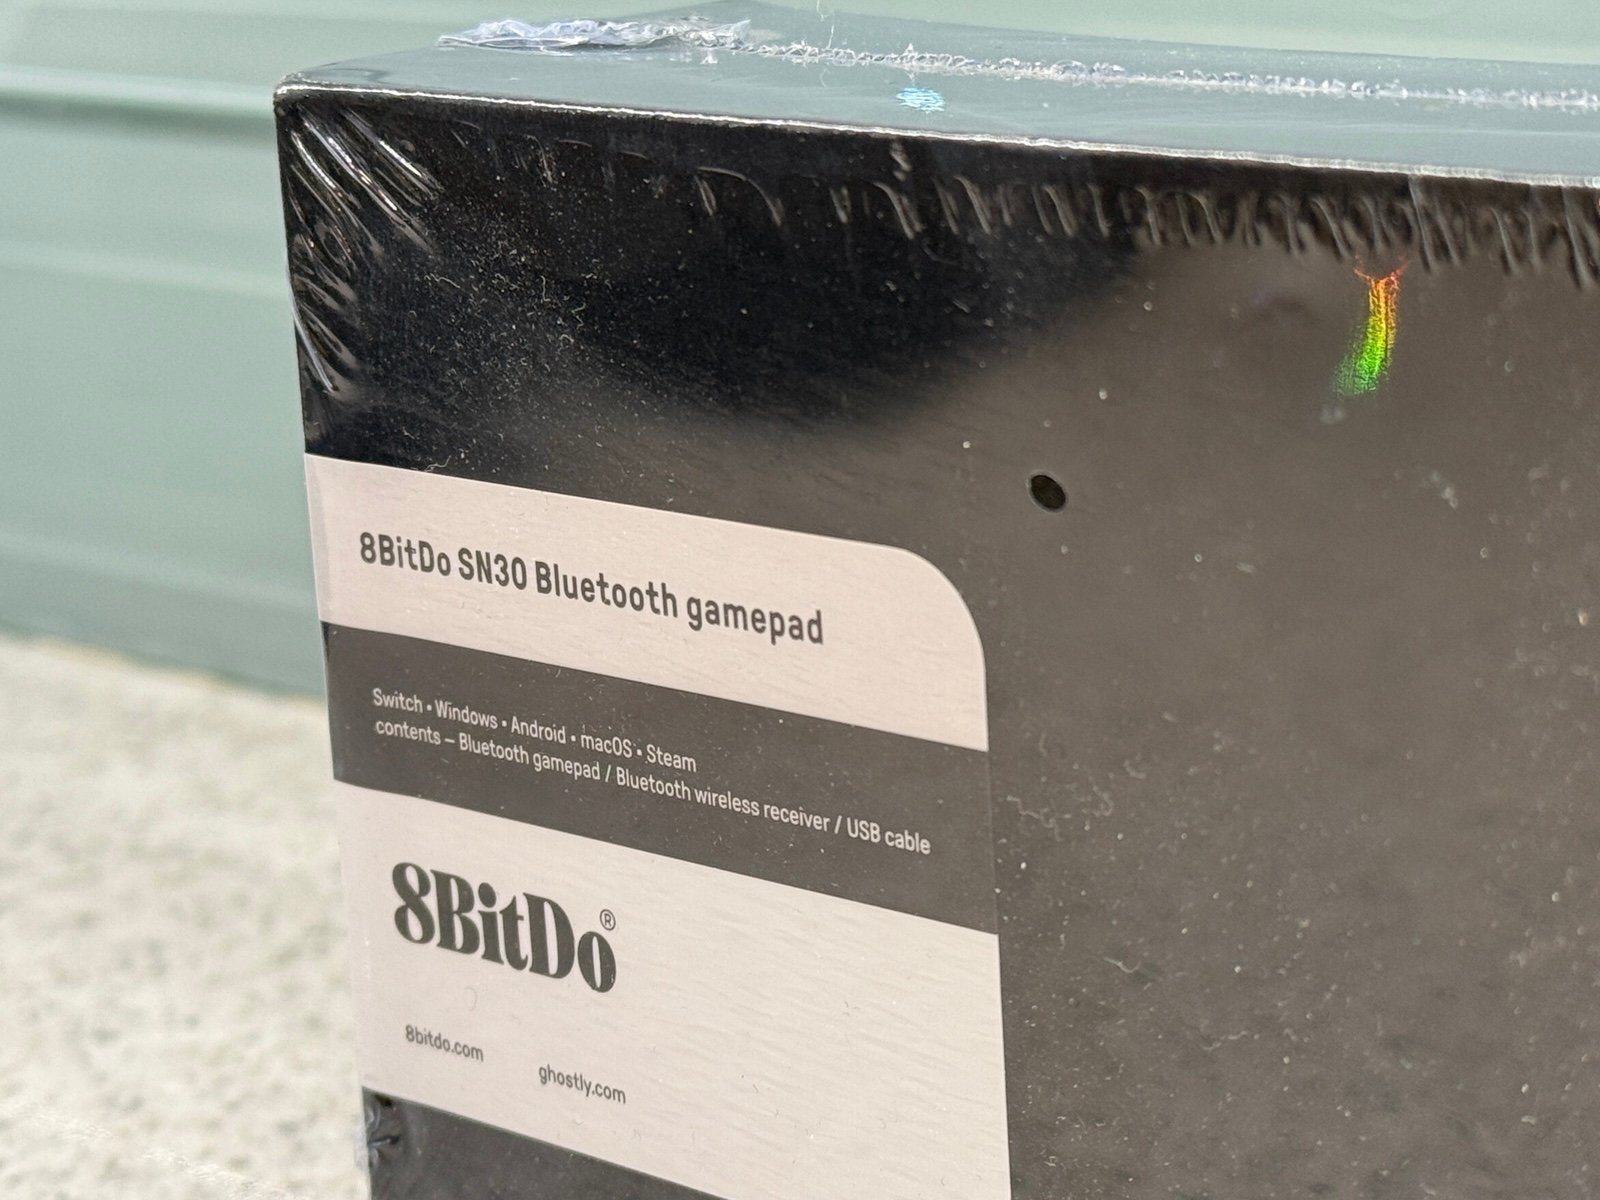 8BitDo SN30 Bluetooth gamepad
Switch • Windows • Android • macOS • Steam
contents – Bluetooth gamepad / Bluetooth wireless receiver / USB cable
8BitDo®
8bitdo.com
ghostly.com